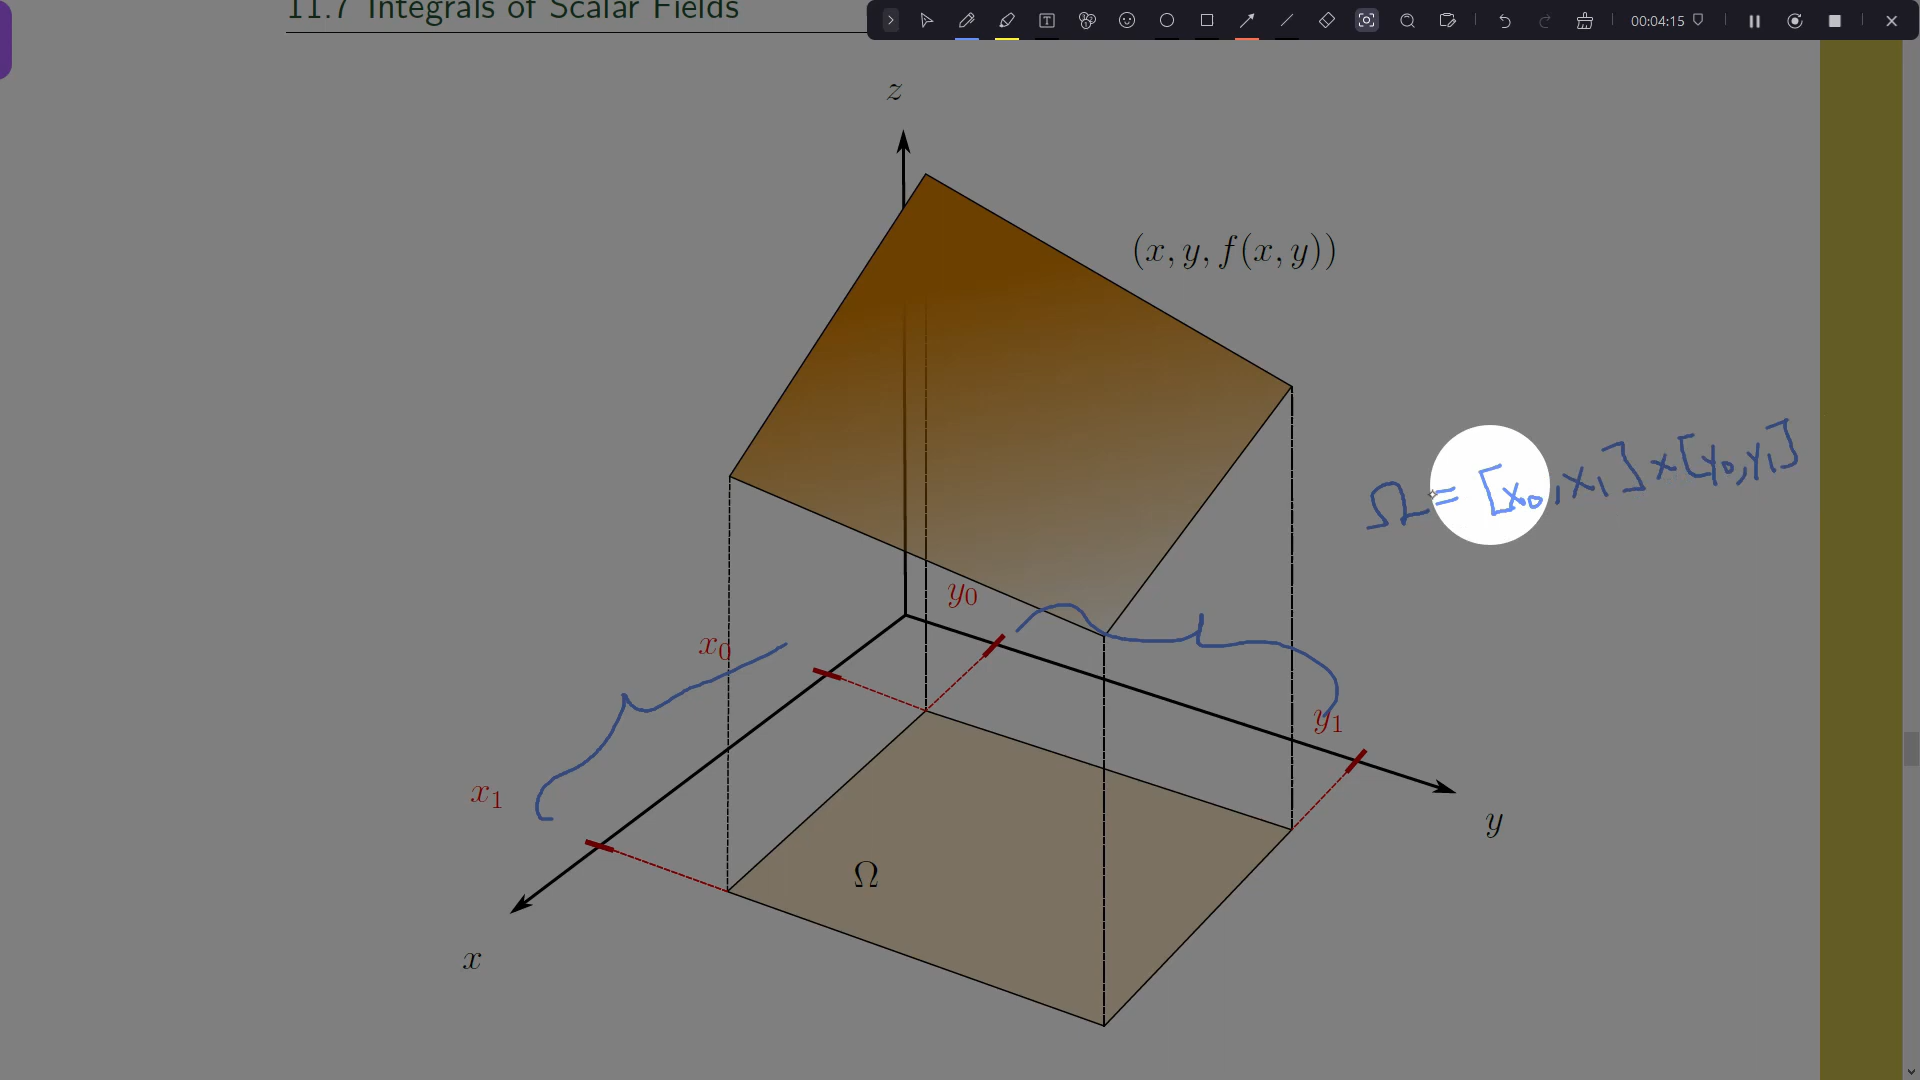 11.7 Integrals of Scalar Fields
00:04:15
z
(x, y, f(x, y))
Ω = [x₀, x₁] × [y₀, y₁]
y₀
x₀
y₁
x₁
y
Ω
x